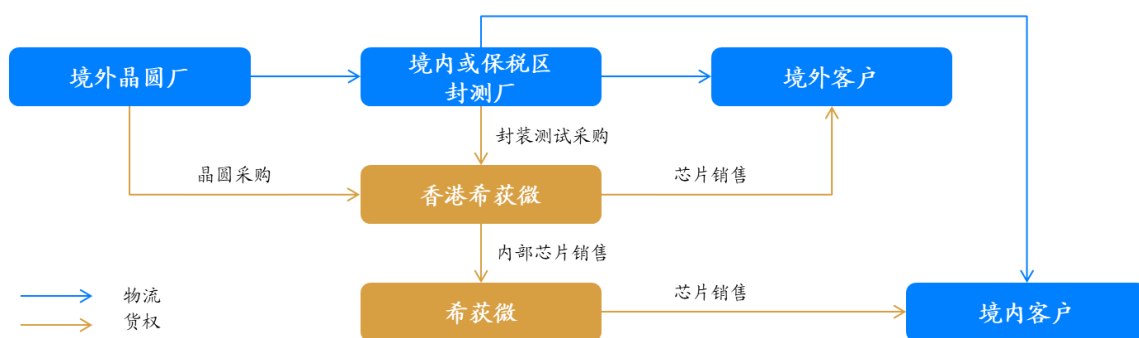 境外晶圆厂
境内或保税区
封测厂
境外客户
封装测试采购
晶圆采购
香港希获微
芯片销售
内部芯片销售
物流
货权
希获微
芯片销售
境内客户